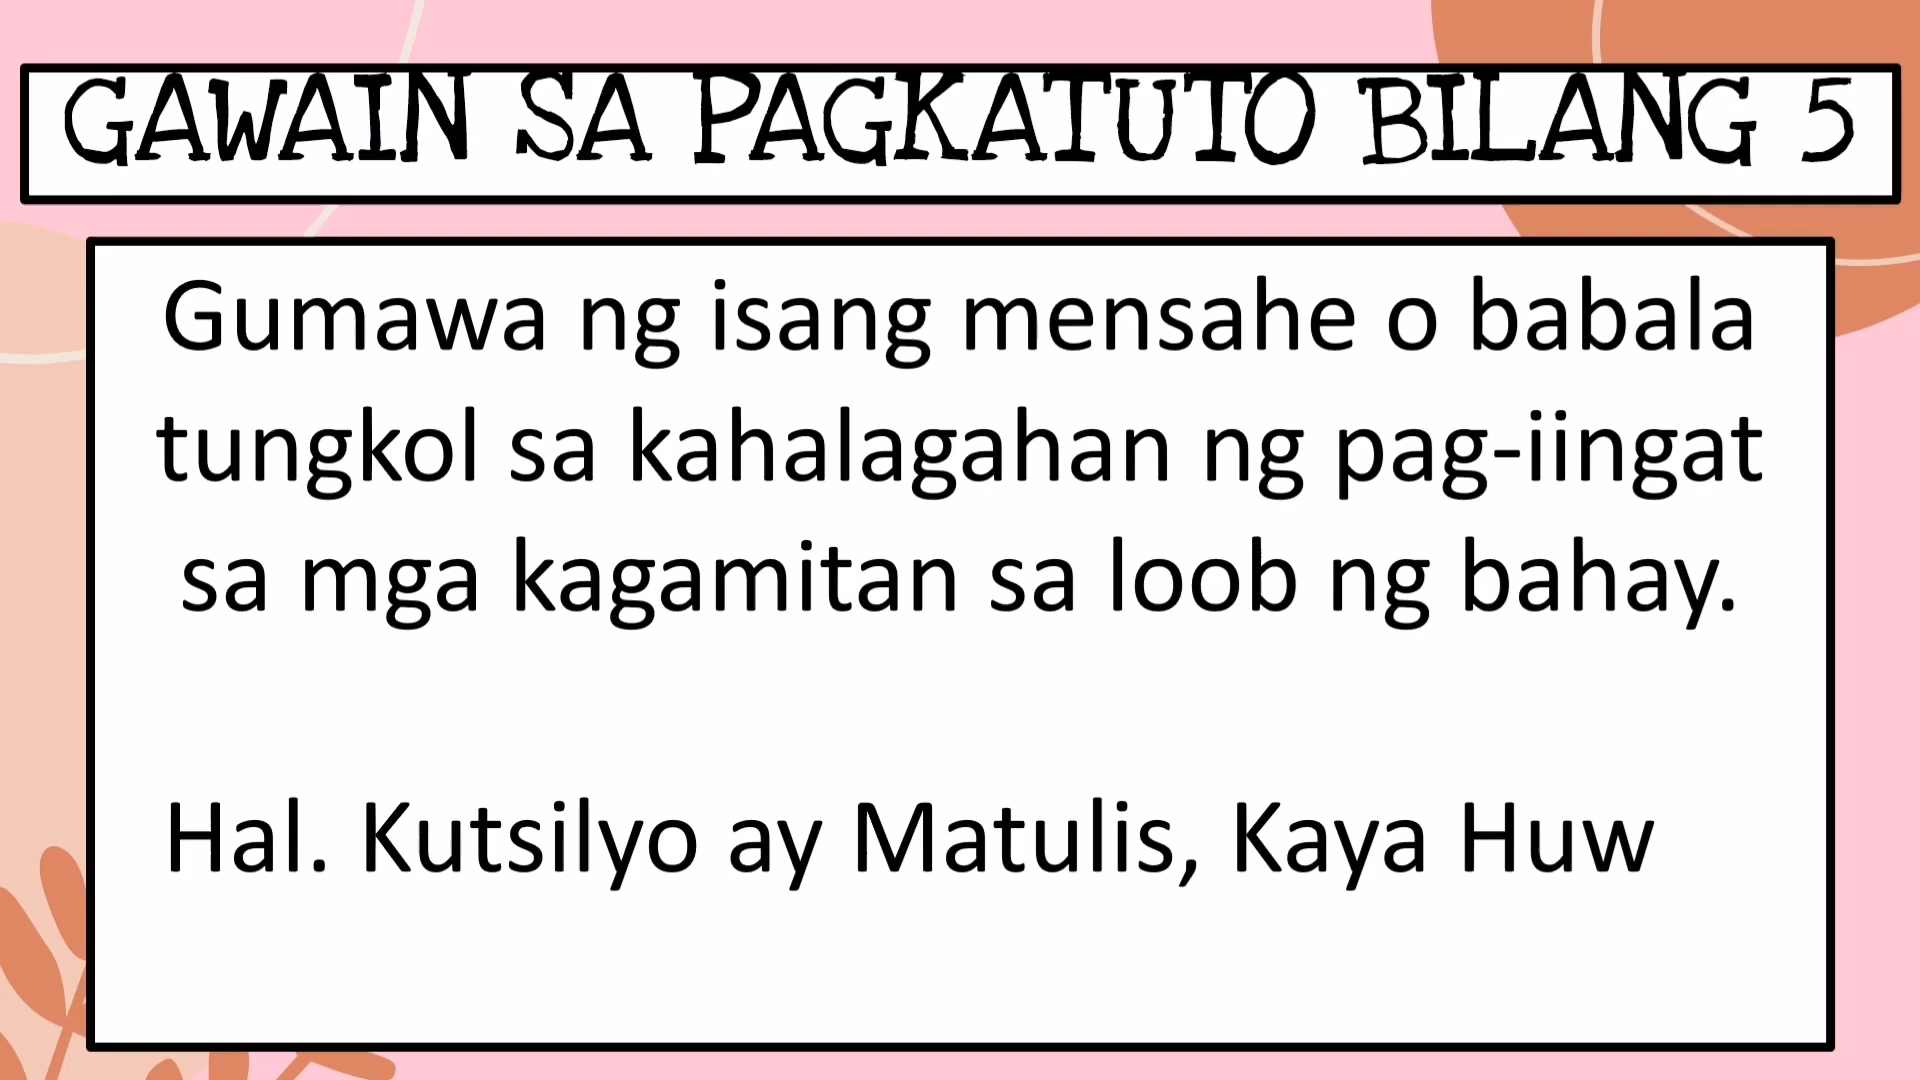 GAWAIN SA PAGKATUTO BILANG 5
Gumawa ng isang mensahe o babala
tungkol sa kahalagahan ng pag-iingat
sa mga kagamitan sa loob ng bahay.
Hal. Kutsilyo ay Matulis, Kaya Huw